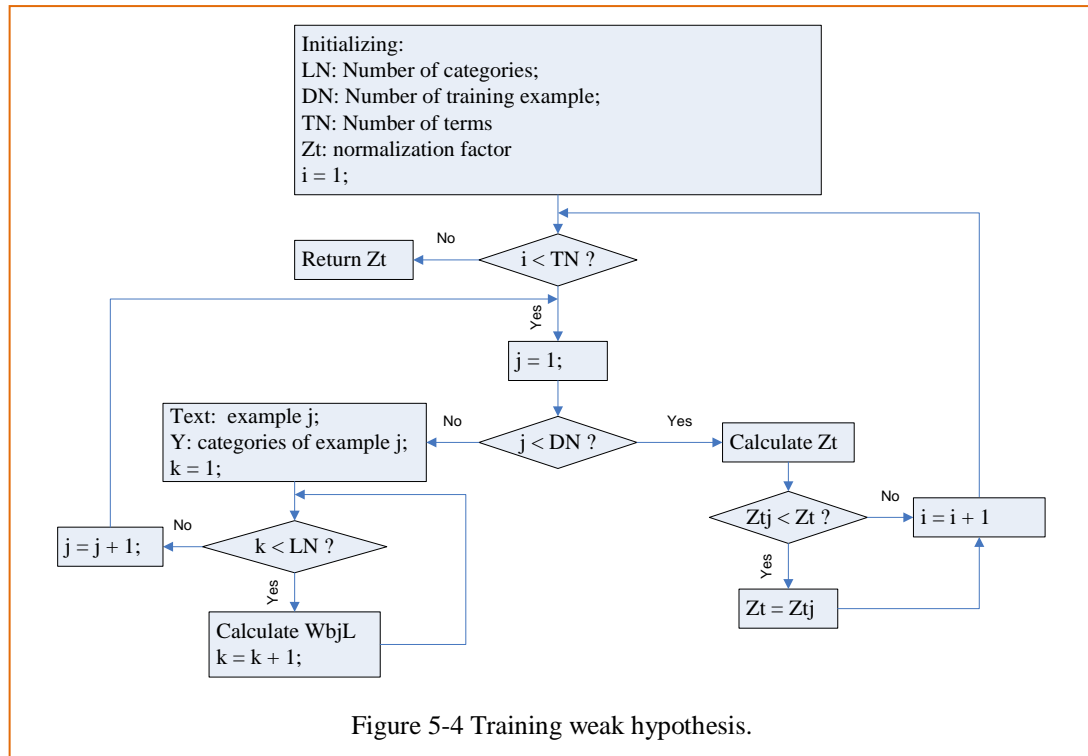 Initializing:
LN: Number of categories;
DN: Number of training example;
TN: Number of terms
Zt: normalization factor
i = 1;
No
Return Zt
i < TN ?
Yes
j = 1;
Text: example j;
Y: categories of example j;
k = 1;
No
j < DN ?
Yes
Calculate Zt
Ztj < Zt ?
No
i = i + 1
j = j + 1;
No
k < LN ?
Yes
Zt = Ztj
Yes
Calculate WbjL
k = k + 1;
Figure 5-4 Training weak hypothesis.